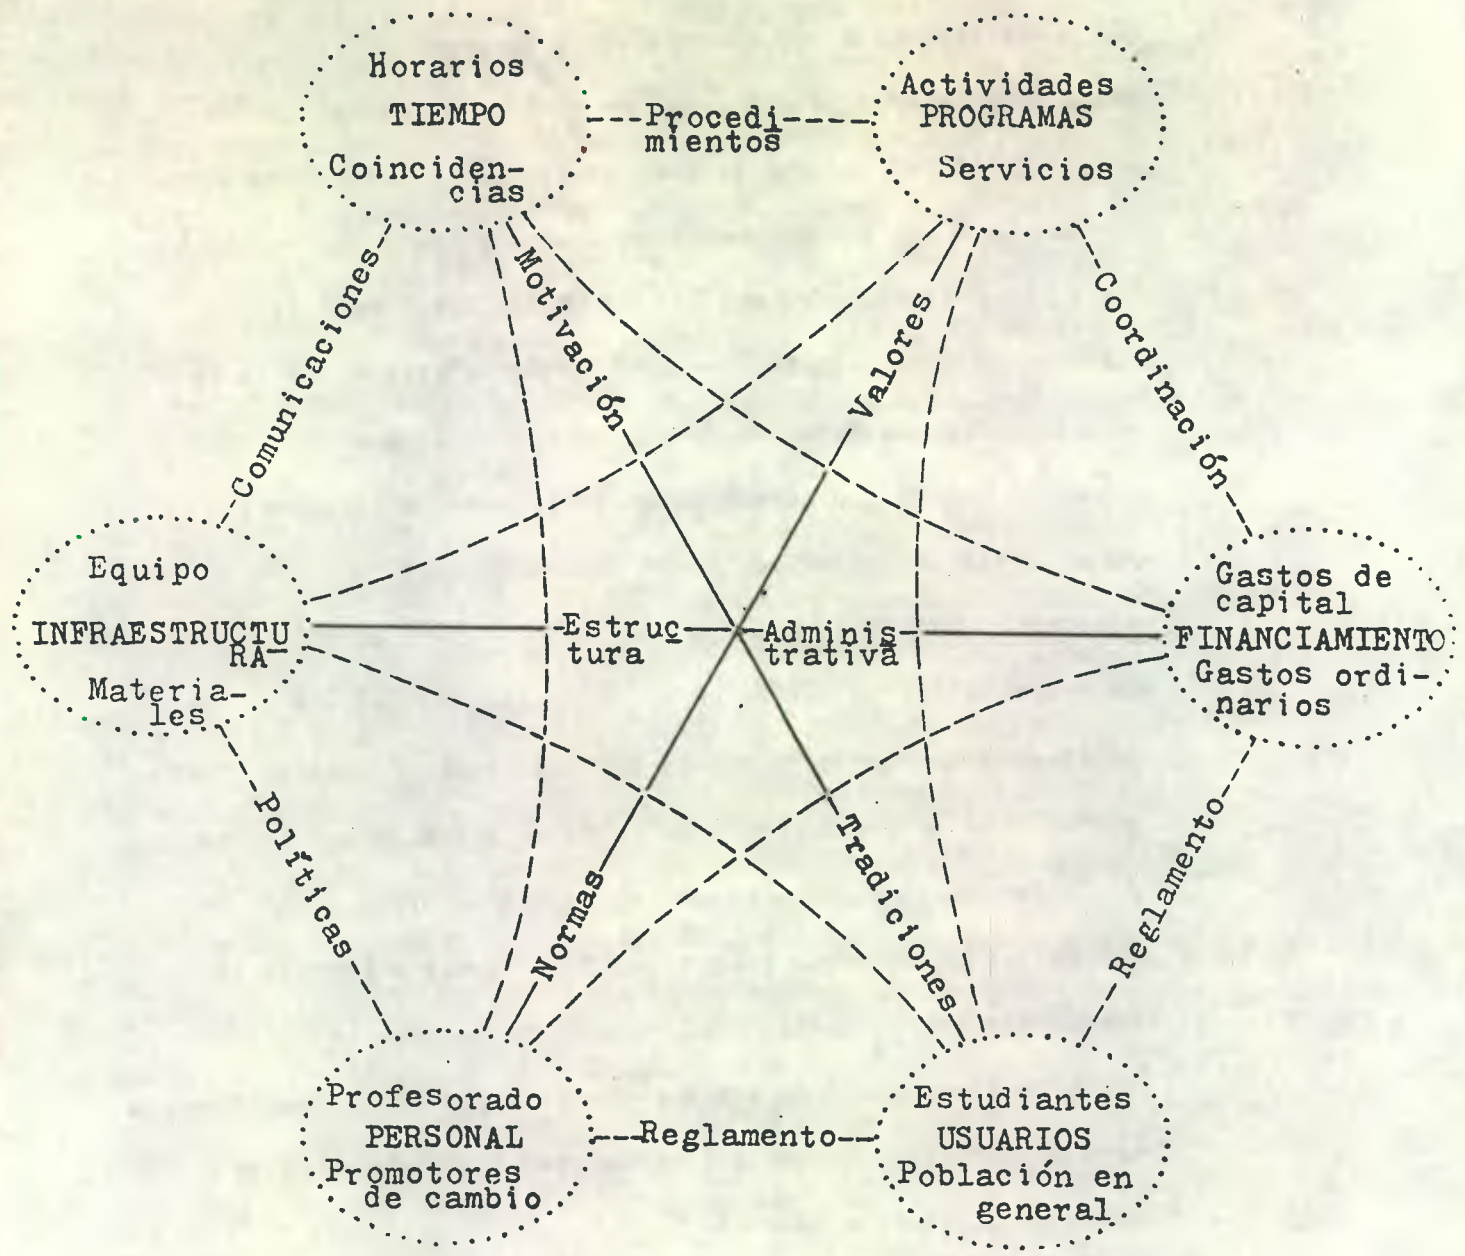 Horarios
TIEMPO
Coinciden-
cias
Procedi
mientos
Actividades
PROGRAMAS
Servicios
Comunicaciones
Motivación
Valores
Coordinación
Equipo
INFRAESTRUCTU
RA
Materia-
les
Estruc
tura
Adminis
trativa
Gastos de
capital
FINANCIAMIENTO
Gastos ordi-
narios
Políticas
Normas
Tradiciones
Reglamento
Profesorado
PERSONAL
Promotores
de cambio
Reglamento
Estudiantes
USUARIOS
Población en
general